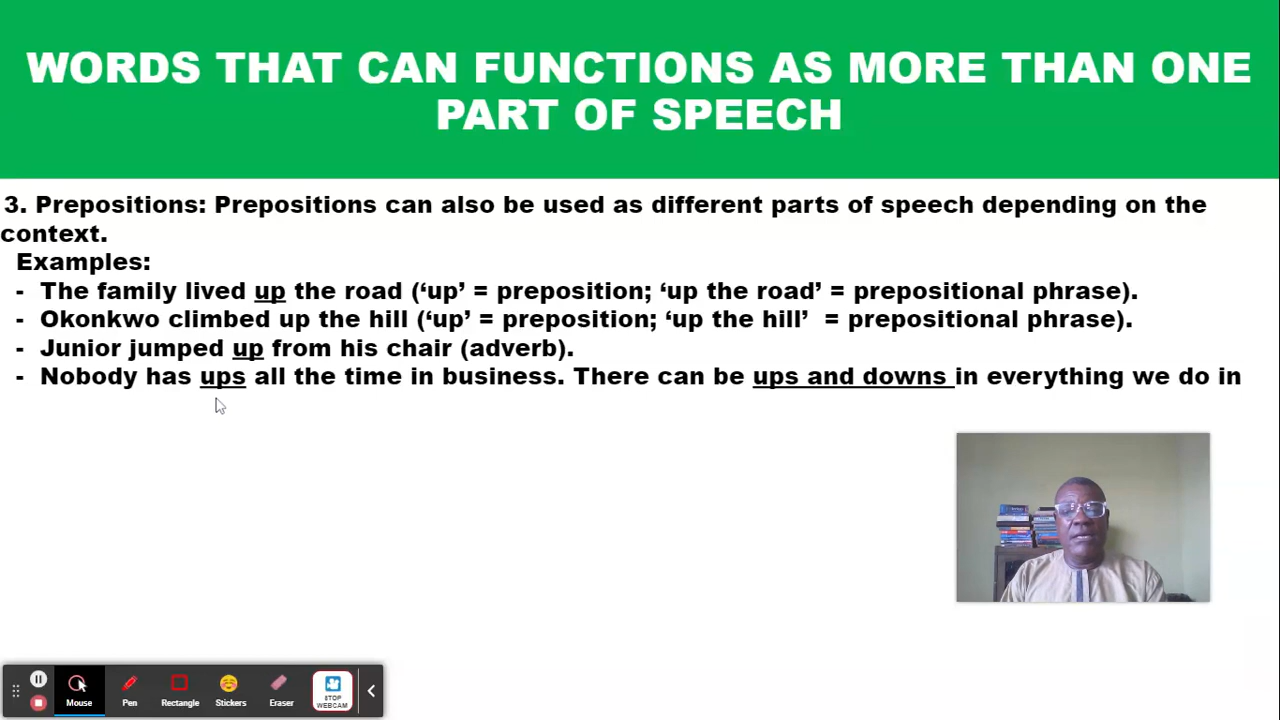 WORDS THAT CAN FUNCTIONS AS MORE THAN ONE
PART OF SPEECH
3. Prepositions: Prepositions can also be used as different parts of speech depending on the
context.
Examples:
- The family lived up the road (‘up’ = preposition; ‘up the road’ = prepositional phrase).
- Okonkwo climbed up the hill (‘up’ = preposition; ‘up the hill’ = prepositional phrase).
- Junior jumped up from his chair (adverb).
- Nobody has ups all the time in business. There can be ups and downs in everything we do in
Mouse
Pen
Rectangle
Stickers
Eraser
STOP
WEBCAM